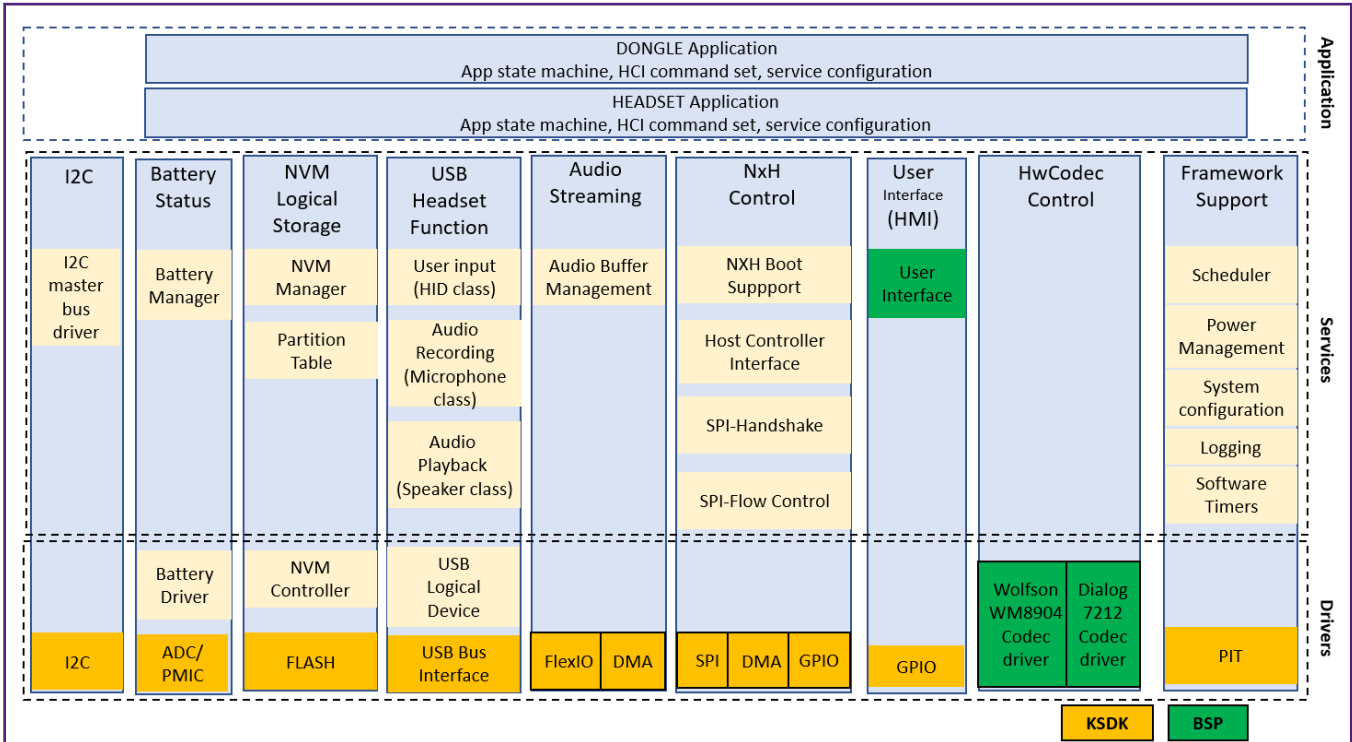 DONGLE Application
App state machine, HCI command set, service configuration
HEADSET Application
App state machine, HCI command set, service configuration
Application
I2C
I2C
master
bus
driver
I2C
Battery
Status
Battery
Manager
Battery
Driver
ADC/
PMIC
NVM
Logical
Storage
NVM
Manager
Partition
Table
NVM
Controller
FLASH
USB
Headset
Function
User input
(HID class)
Audio
Recording
(Microphone
class)
Audio
Playback
(Speaker class)
USB
Logical
Device
USB Bus
Interface
Audio
Streaming
Audio Buffer
Management
FlexIO
DMA
NxH
Control
NXH Boot
Suppport
Host Controller
Interface
SPI-Handshake
SPI-Flow Control
SPI
DMA
GPIO
User
Interface
(HMI)
User
Interface
GPIO
HwCodec
Control
Wolfson
WM8904
Codec
driver
Dialog
7212
Codec
driver
Framework
Support
Scheduler
Power
Management
System
configuration
Logging
Software
Timers
PIT
Services
Drivers
KSDK
BSP